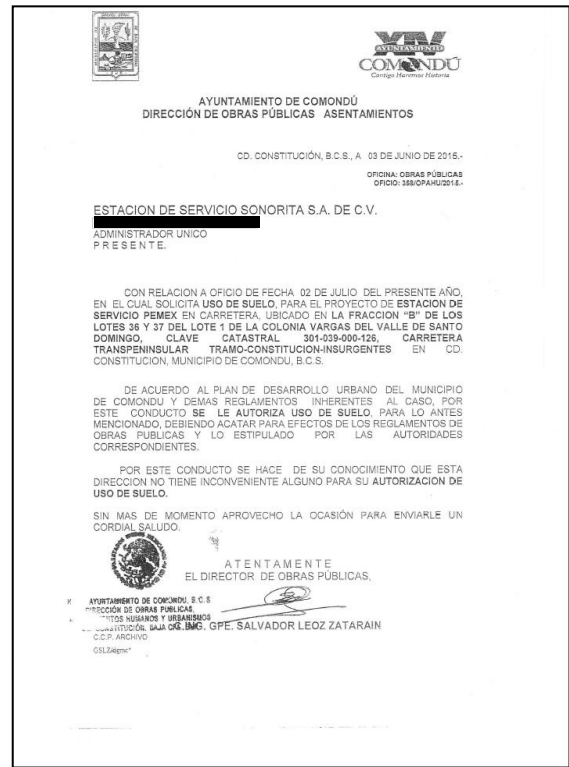 XIV
AYUNTAMIENTO
COMONDÚ
Contigo Haremos Historia
AYUNTAMIENTO DE COMONDÚ
DIRECCIÓN DE OBRAS PÚBLICAS ASENTAMIENTOS
CD. CONSTITUCIÓN, B.C.S., A 03 DE JUNIO DE 2015.-
OFICINA: OBRAS PÚBLICAS
OFICIO: 358/OPAHU/2015.-
ESTACION DE SERVICIO SONORITA S.A. DE C.V.
ADMINISTRADOR UNICO
P R E S E N T E.
CON RELACION A OFICIO DE FECHA 02 DE JULIO DEL PRESENTE AÑO,
EN EL CUAL SOLICITA USO DE SUELO, PARA EL PROYECTO DE ESTACION DE
SERVICIO PEMEX EN CARRETERA, UBICADO EN LA FRACCION “B” DE LOS
LOTES 36 Y 37 DEL LOTE 1 DE LA COLONIA VARGAS DEL VALLE DE SANTO
DOMINGO, CLAVE CATASTRAL 301-039-000-126, CARRETERA
TRANSPENINSULAR TRAMO-CONSTITUCION-INSURGENTES EN CD.
CONSTITUCION, MUNICIPIO DE COMONDU, B.C.S.
DE ACUERDO AL PLAN DE DESARROLLO URBANO DEL MUNICIPIO
DE COMONDU Y DEMAS REGLAMENTOS INHERENTES AL CASO, POR
ESTE CONDUCTO SE LE AUTORIZA USO DE SUELO, PARA LO ANTES
MENCIONADO, DEBIENDO ACATAR PARA EFECTOS DE LOS REGLAMENTOS DE
OBRAS PUBLICAS Y LO ESTIPULADO POR LAS AUTORIDADES
CORRESPONDIENTES.
POR ESTE CONDUCTO SE HACE DE SU CONOCIMIENTO QUE ESTA
DIRECCION NO TIENE INCONVENIENTE ALGUNO PARA SU AUTORIZACION DE
USO DE SUELO.
SIN MAS DE MOMENTO APROVECHO LA OCASIÓN PARA ENVIARLE UN
CORDIAL SALUDO.
A T E N T A M E N T E
EL DIRECTOR DE OBRAS PÚBLICAS,
AYUNTAMIENTO DE COMONDÚ, B.C.S
DIRECCIÓN DE OBRAS PUBLICAS,
HUMANOS Y URBANISMOS
ING. GPE. SALVADOR LEOZ ZATARAIN
C.C.P. ARCHIVO